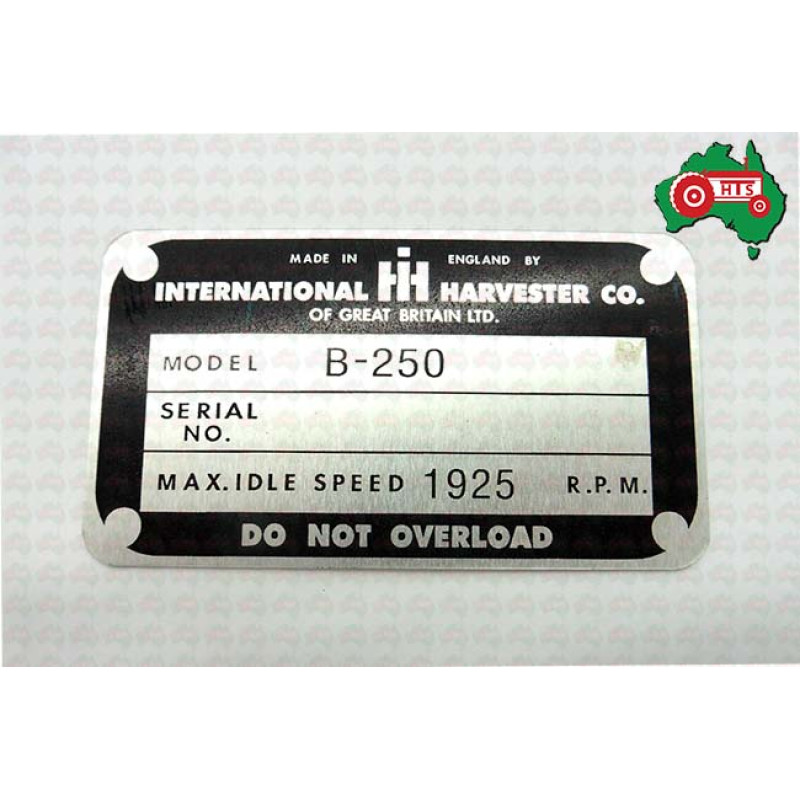 HTS
MADE IN IH ENGLAND BY
INTERNATIONAL HARVESTER CO.
OF GREAT BRITAIN LTD.
MODEL B-250
SERIAL
NO.
MAX. IDLE SPEED 1925 R.P.M.
DO NOT OVERLOAD